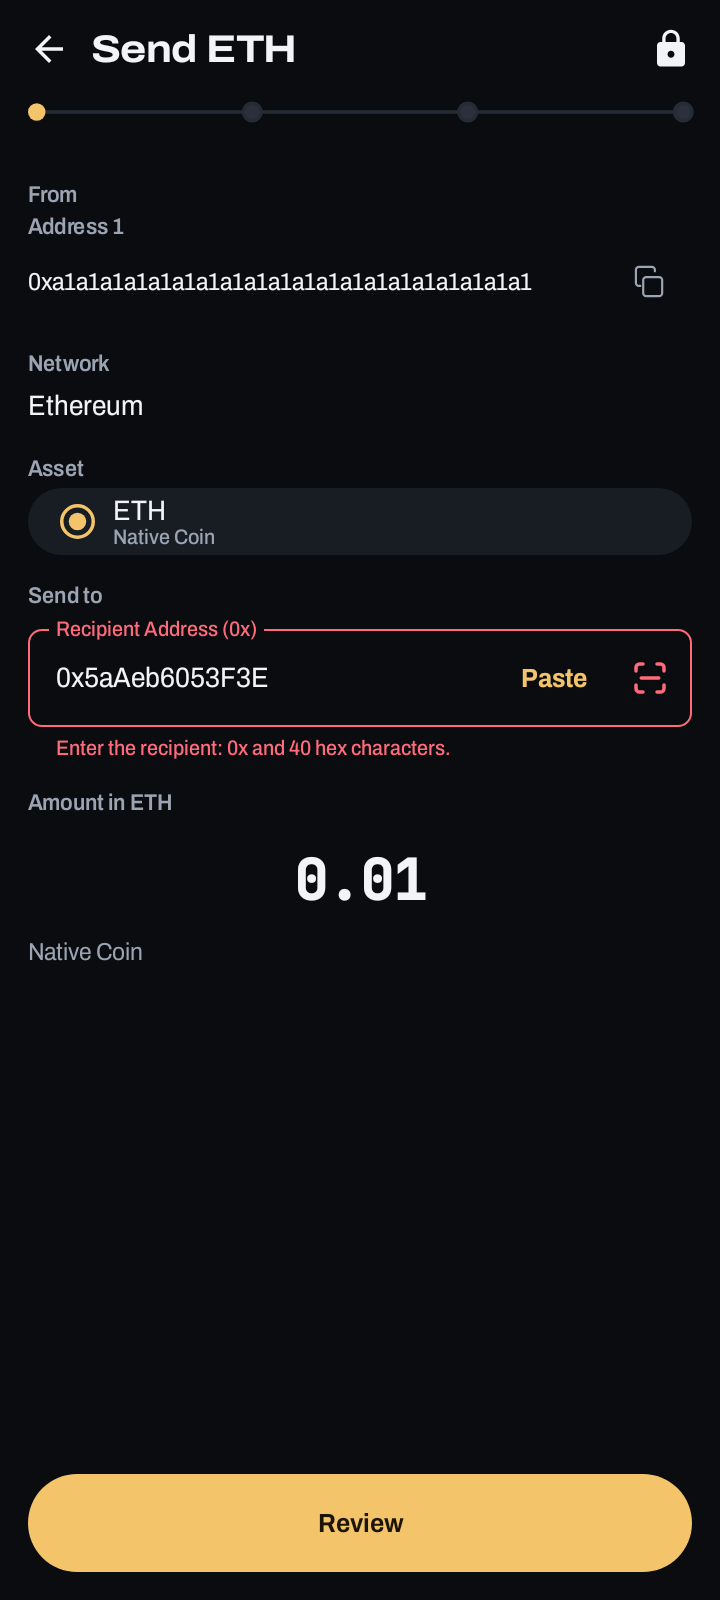 Send ETH
From
Address 1
0xa1a1a1a1a1a1a1a1a1a1a1a1a1a1a1a1a1a1a1a1
Network
Ethereum
Asset
ETH
Native Coin
Send to
Recipient Address (0x)
0x5aAeb6053F3E
Paste
Enter the recipient: 0x and 40 hex characters.
Amount in ETH
0.01
Native Coin
Review